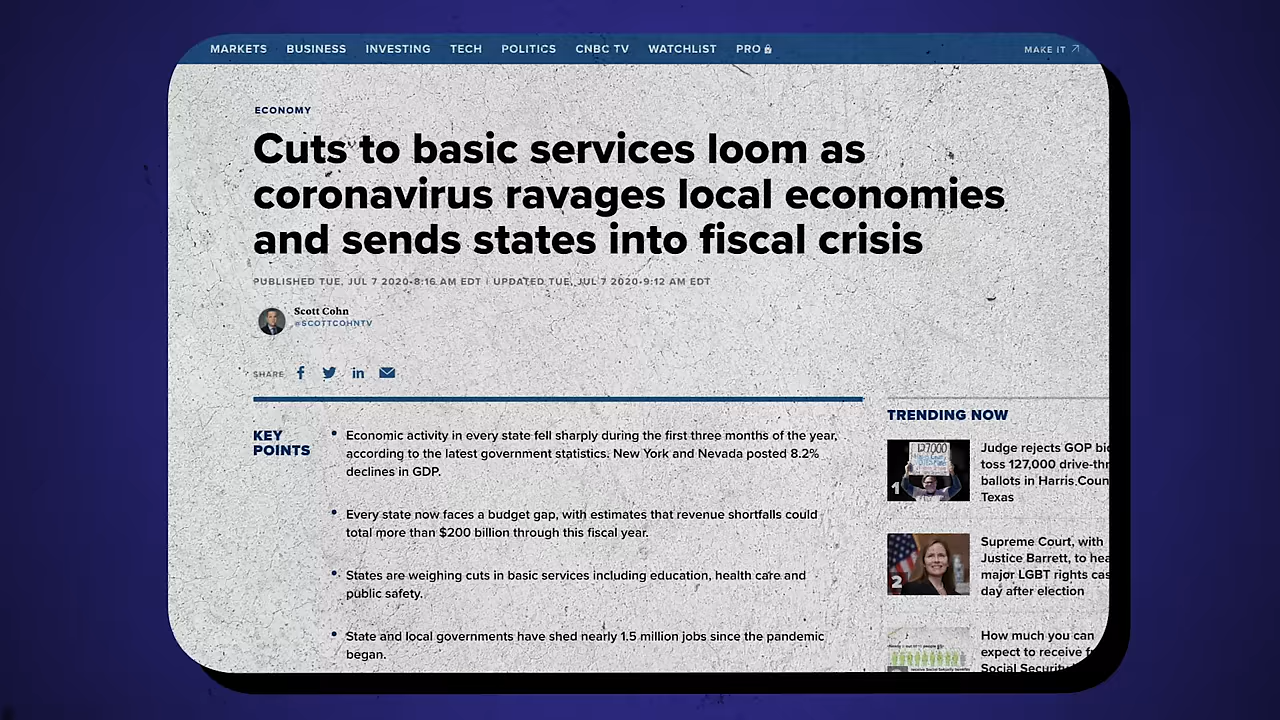 MARKETS BUSINESS INVESTING TECH POLITICS CNBC TV WATCHLIST PRO MAKE IT
ECONOMY
Cuts to basic services loom as
coronavirus ravages local economies
and sends states into fiscal crisis
PUBLISHED TUE, JUL 7 2020•8:16 AM EDT | UPDATED TUE, JUL 7 2020•9:12 AM EDT
Scott Cohn
@SCOTTCOHNTV
SHARE
KEY
POINTS
• Economic activity in every state fell sharply during the first three months of the year,
according to the latest government statistics. New York and Nevada posted 8.2%
declines in GDP.
• Every state now faces a budget gap, with estimates that revenue shortfalls could
total more than $200 billion through this fiscal year.
• States are weighing cuts in basic services including education, health care and
public safety.
• State and local governments have shed nearly 1.5 million jobs since the pandemic
began.
TRENDING NOW
127,000
1
Judge rejects GOP
toss 127,000
ballots in Harris
Texas
2
Supreme Court, with
Justice Barrett, to
major LGBT rights
day after election
How much you can
expect to receive
Social Security